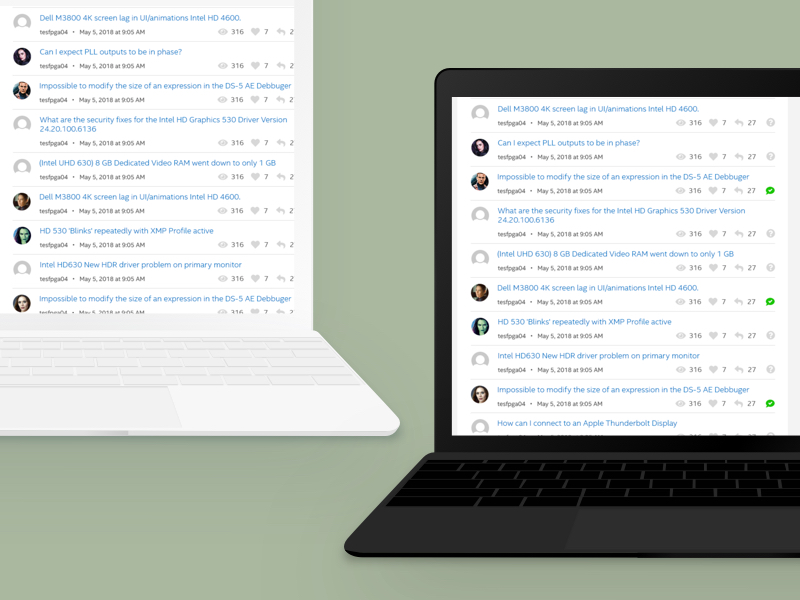 Dell M3800 4K screen lag in UI/animations Intel HD 4600.
tesfpga04 • May 5, 2018 at 9:05 AM 316 7 2
Can I expect PLL outputs to be in phase?
tesfpga04 • May 5, 2018 at 9:05 AM 316 7 2
Impossible to modify the size of an expression in the DS-5 AE Debbuger
tesfpga04 • May 5, 2018 at 9:05 AM 316 7 2
What are the security fixes for the Intel HD Graphics 530 Driver Version
24.20.100.6136
tesfpga04 • May 5, 2018 at 9:05 AM 316 7 2
(Intel UHD 630) 8 GB Dedicated Video RAM went down to only 1 GB
tesfpga04 • May 5, 2018 at 9:05 AM 316 7 2
Dell M3800 4K screen lag in UI/animations Intel HD 4600.
tesfpga04 • May 5, 2018 at 9:05 AM 316 7 2
HD 530 'Blinks' repeatedly with XMP Profile active
tesfpga04 • May 5, 2018 at 9:05 AM 316 7 2
Intel HD630 New HDR driver problem on primary monitor
tesfpga04 • May 5, 2018 at 9:05 AM 316 7 2
Impossible to modify the size of an expression in the DS-5 AE Debbuger
tesfpga04 • May 5, 2018 at 9:05 AM 316 7 2
Dell M3800 4K screen lag in UI/animations Intel HD 4600.
tesfpga04 • May 5, 2018 at 9:05 AM 316 7 27
Can I expect PLL outputs to be in phase?
tesfpga04 • May 5, 2018 at 9:05 AM 316 7 27
Impossible to modify the size of an expression in the DS-5 AE Debbuger
tesfpga04 • May 5, 2018 at 9:05 AM 316 7 27
What are the security fixes for the Intel HD Graphics 530 Driver Version
24.20.100.6136
tesfpga04 • May 5, 2018 at 9:05 AM 316 7 27
(Intel UHD 630) 8 GB Dedicated Video RAM went down to only 1 GB
tesfpga04 • May 5, 2018 at 9:05 AM 316 7 27
Dell M3800 4K screen lag in UI/animations Intel HD 4600.
tesfpga04 • May 5, 2018 at 9:05 AM 316 7 27
HD 530 'Blinks' repeatedly with XMP Profile active
tesfpga04 • May 5, 2018 at 9:05 AM 316 7 27
Intel HD630 New HDR driver problem on primary monitor
tesfpga04 • May 5, 2018 at 9:05 AM 316 7 27
Impossible to modify the size of an expression in the DS-5 AE Debbuger
tesfpga04 • May 5, 2018 at 9:05 AM 316 7 27
How can I connect to an Apple Thunderbolt Display